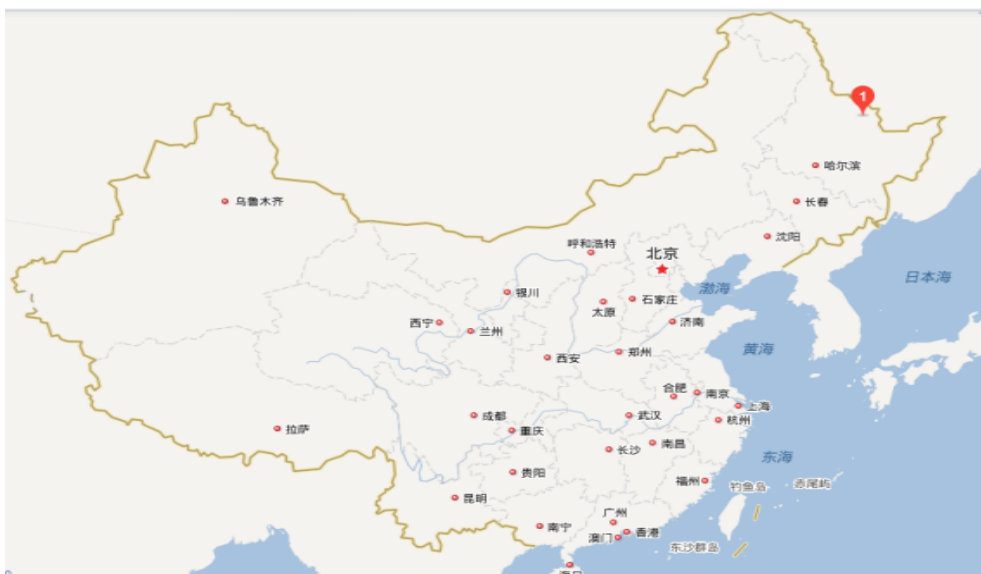 1
哈尔滨
乌鲁木齐
长春
沈阳
呼和浩特
北京
日本海
渤海
银川
石家庄
太原
西宁
济南
兰州
黄海
郑州
西安
合肥
南京
上海
成都
武汉
杭州
拉萨
重庆
南昌
长沙
东海
贵阳
福州
钓鱼岛
赤尾屿
昆明
广州
南宁
香港
澳门
东沙群岛